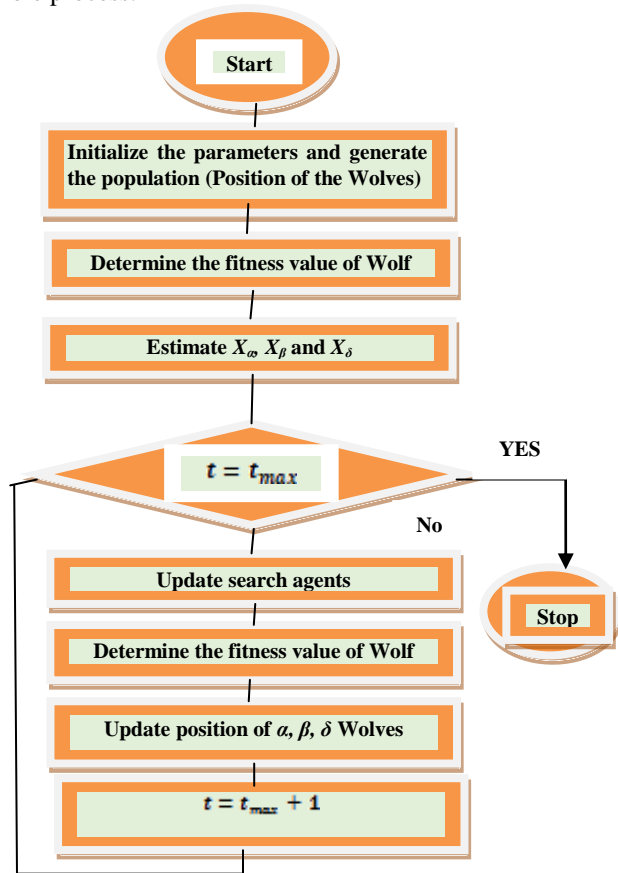 Start
Initialize the parameters and generate
the population (Position of the Wolves)
Determine the fitness value of Wolf
Estimate Xα, Xβ and Xδ
t = tmax
YES
No
Update search agents
Stop
Determine the fitness value of Wolf
Update position of α, β, δ Wolves
t = tmax + 1